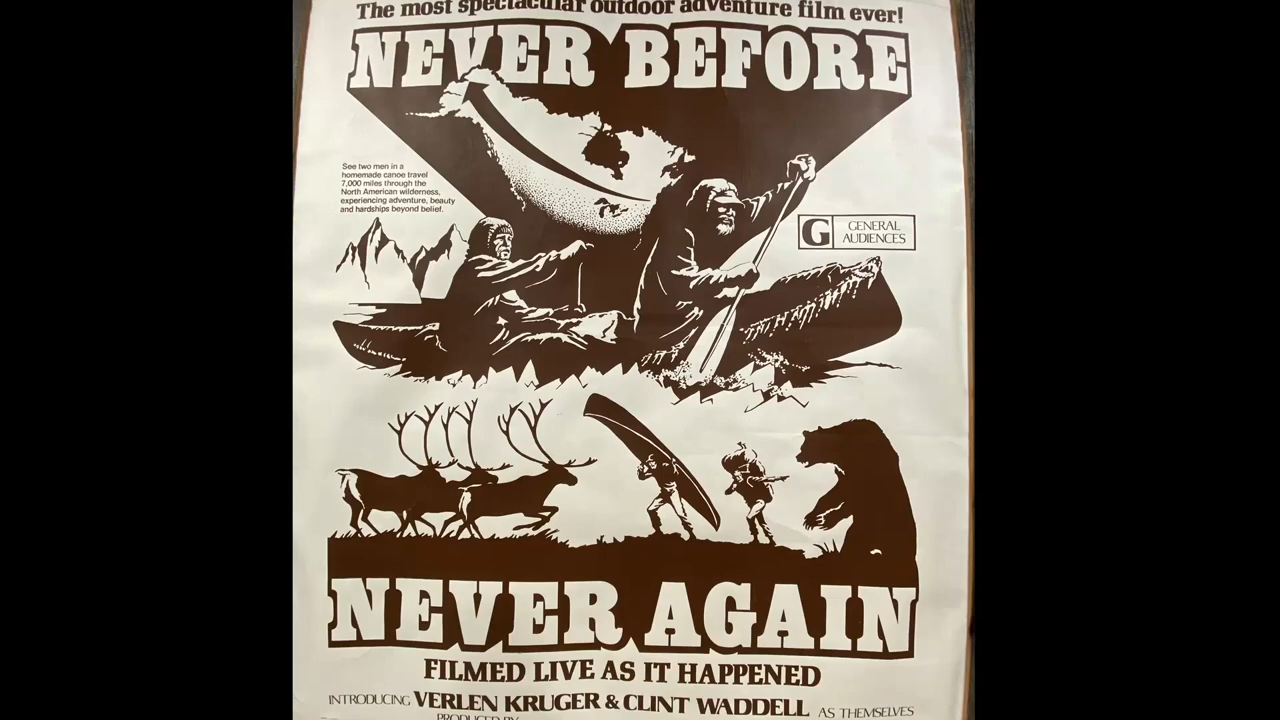 The most spectacular outdoor adventure film ever!
NEVER BEFORE
See two men in a
homemade canoe travel
7,000 miles through the
North American wilderness,
experiencing adventure, beauty
and hardships beyond belief.
G GENERAL
AUDIENCES
NEVER AGAIN
FILMED LIVE AS IT HAPPENED
INTRODUCING VERLEN KRUGER & CLINT WADDELL AS THEMSELVES
PRODUCED BY